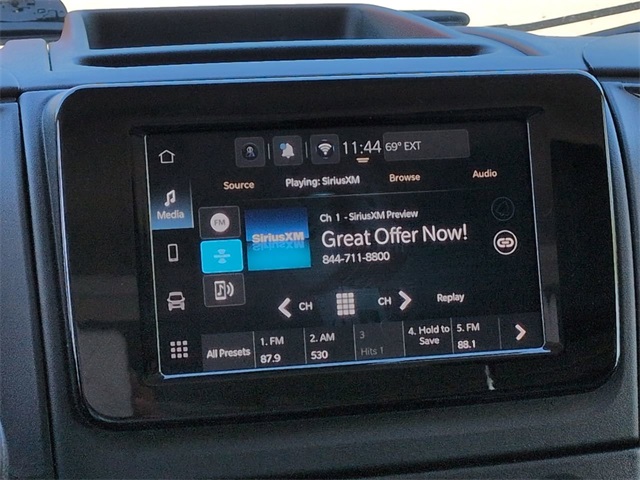 11:44 69° EXT
Source Playing: SiriusXM Browse Audio
Media
FM
SiriusXM
Ch 1 - SiriusXM Preview
Great Offer Now!
844-711-8800
CH CH Replay
All Presets
1. FM
87.9
2. AM
530
3
Hits 1
4. Hold to
Save
5. FM
88.1